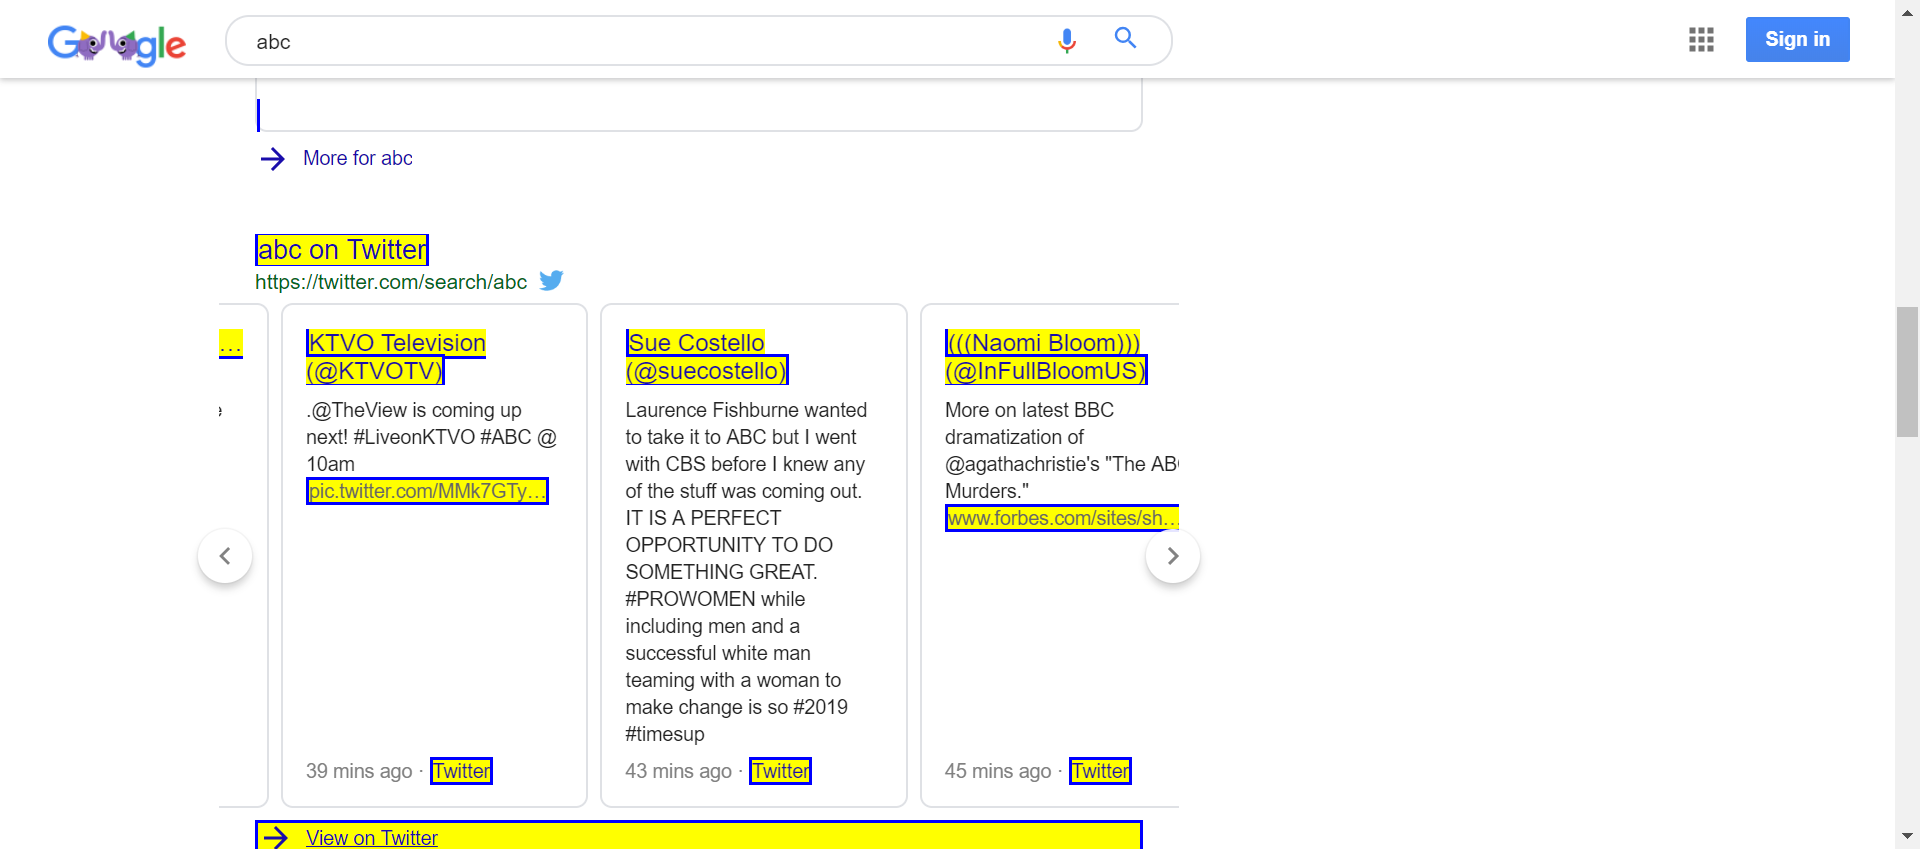 Google
abc
Sign in
More for abc
abc on Twitter
https://twitter.com/search/abc
...
KTVO Television
(@KTVOTV)
.@TheView is coming up
next! #LiveonKTVO #ABC @
10am
pic.twitter.com/MMk7GTy...
39 mins ago · Twitter
Sue Costello
(@suecostello)
Laurence Fishburne wanted
to take it to ABC but I went
with CBS before I knew any
of the stuff was coming out.
IT IS A PERFECT
OPPORTUNITY TO DO
SOMETHING GREAT.
#PROWOMEN while
including men and a
successful white man
teaming with a woman to
make change is so #2019
#timesup
43 mins ago · Twitter
(((Naomi Bloom)))
(@InFullBloomUS)
More on latest BBC
dramatization of
@agathachristie's "The ABC
Murders."
www.forbes.com/sites/sh...
45 mins ago · Twitter
View on Twitter